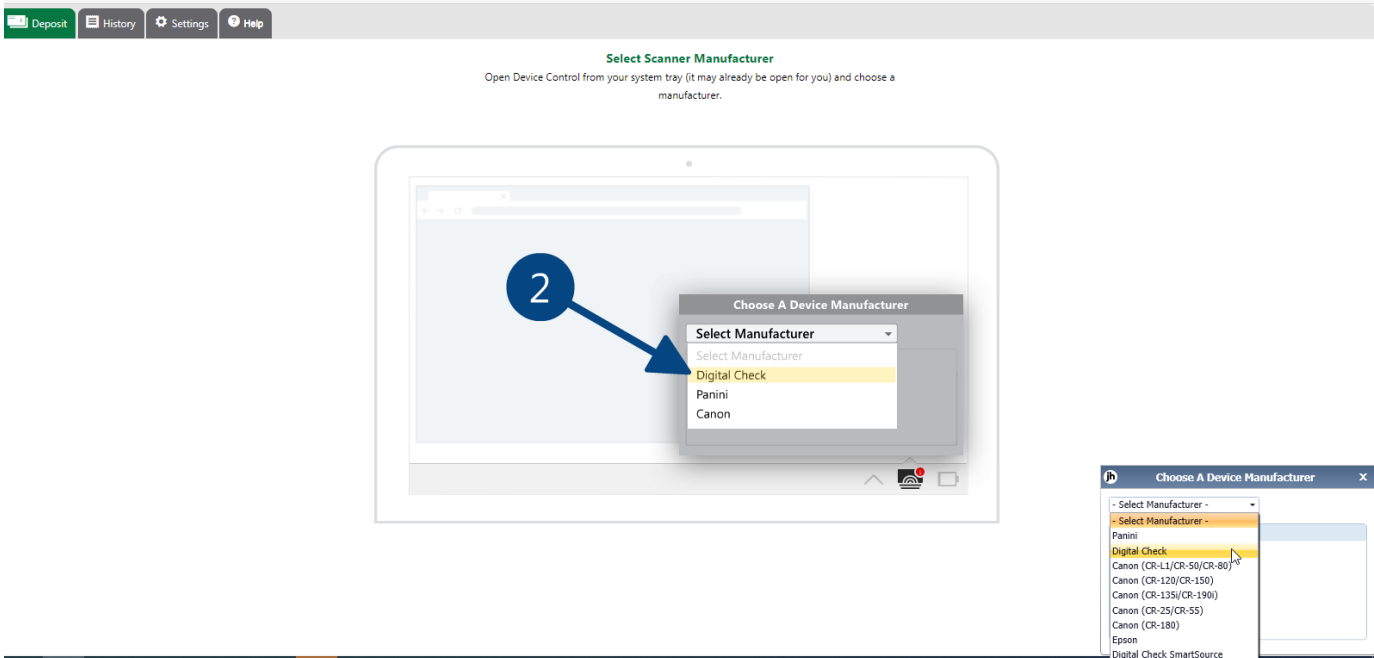 Deposit History Settings Help
Select Scanner Manufacturer
Open Device Control from your system tray (it may already be open for you) and choose a
manufacturer.
2
Choose A Device Manufacturer
Select Manufacturer
Select Manufacturer
Digital Check
Panini
Canon
1
jh Choose A Device Manufacturer x
- Select Manufacturer -
- Select Manufacturer -
Panini
Digital Check
Canon (CR-L1/CR-50/CR-80)
Canon (CR-120/CR-150)
Canon (CR-135i/CR-190i)
Canon (CR-25/CR-55)
Canon (CR-180)
Epson
Digital Check SmartSource